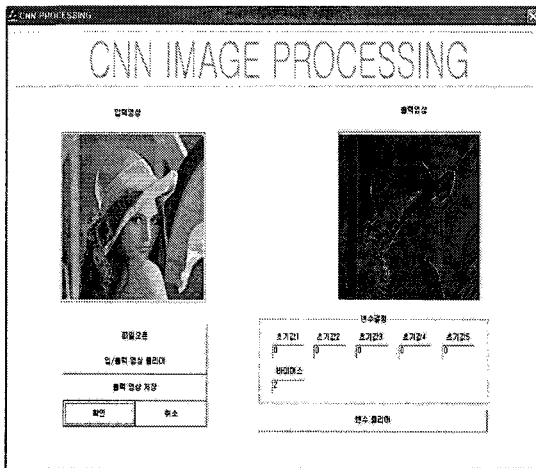 CNN PROCESSING
CNN IMAGE PROCESSING
입력영상
출력영상
파일오픈
입/출력 영상 클리어
출력 영상 저장
확인
취소
변수결정
초기값1
초기값2
초기값3
초기값4
초기값5
0
0
0
0
0
바이어스
2
변수 클리어